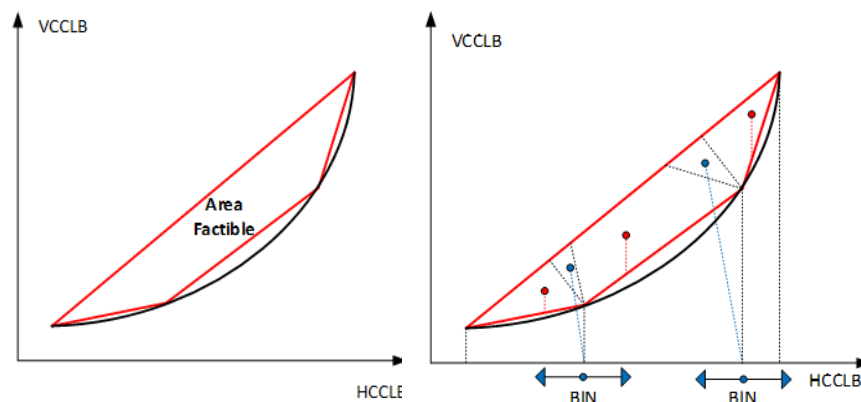 VCCLB
Area
Factible
HCCLB
VCCLB
HCCLB
BIN
BIN